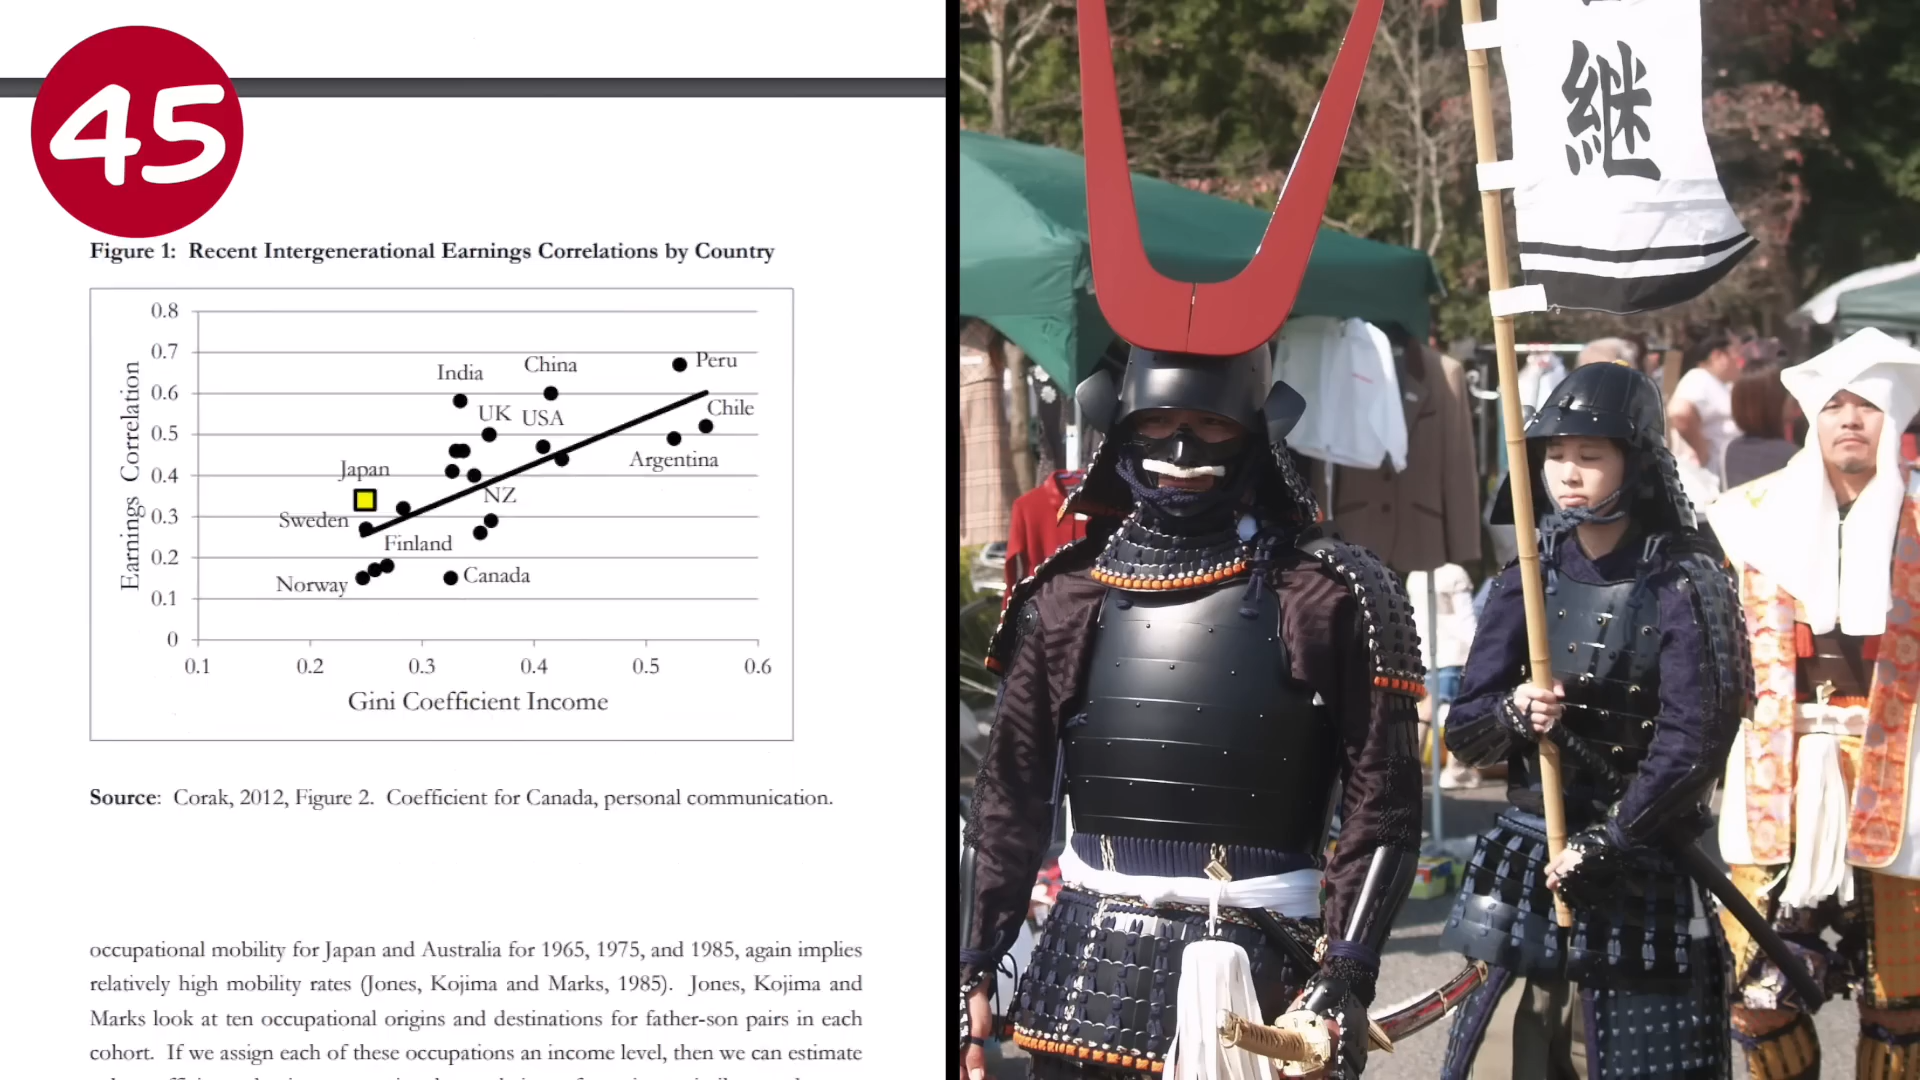 45
Figure 1: Recent Intergenerational Earnings Correlations by Country
0.8
0.7
0.6
0.5
0.4
0.3
0.2
0.1
0
Earnings Correlation
Peru
China
India
Chile
UK
USA
Argentina
Japan
NZ
Sweden
Finland
Canada
Norway
0.1
0.2
0.3
0.4
0.5
0.6
Gini Coefficient Income
Source: Corak, 2012, Figure 2. Coefficient for Canada, personal communication.
occupational mobility for Japan and Australia for 1965, 1975, and 1985, again implies
relatively high mobility rates (Jones, Kojima and Marks, 1985). Jones, Kojima and
Marks look at ten occupational origins and destinations for father-son pairs in each
cohort. If we assign each of these occupations an income level, then we can estimate
継